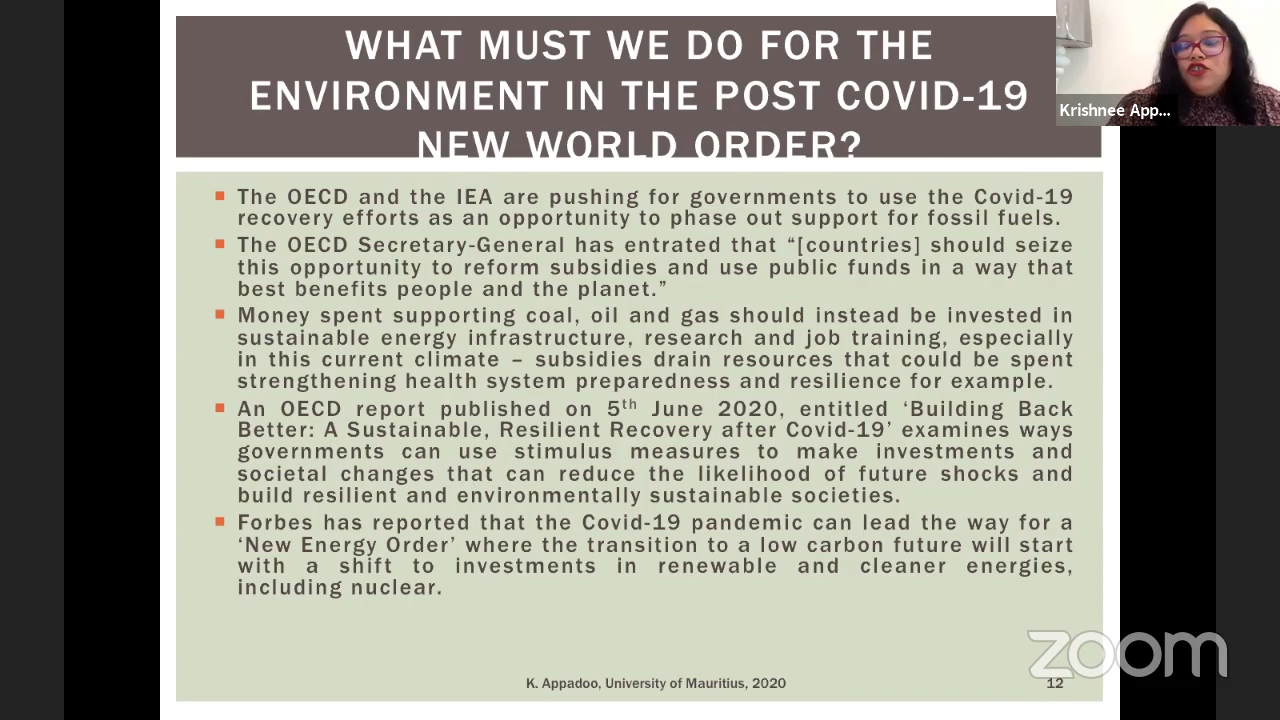 WHAT MUST WE DO FOR THE
ENVIRONMENT IN THE POST COVID-19
NEW WORLD ORDER?
Krishnee App...
▪ The OECD and the IEA are pushing for governments to use the Covid-19
recovery efforts as an opportunity to phase out support for fossil fuels.
▪ The OECD Secretary-General has entrated that “[countries] should seize
this opportunity to reform subsidies and use public funds in a way that
best benefits people and the planet.”
▪ Money spent supporting coal, oil and gas should instead be invested in
sustainable energy infrastructure, research and job training, especially
in this current climate – subsidies drain resources that could be spent
strengthening health system preparedness and resilience for example.
▪ An OECD report published on 5th June 2020, entitled ‘Building Back
Better: A Sustainable, Resilient Recovery after Covid-19’ examines ways
governments can use stimulus measures to make investments and
societal changes that can reduce the likelihood of future shocks and
build resilient and environmentally sustainable societies.
▪ Forbes has reported that the Covid-19 pandemic can lead the way for a
‘New Energy Order’ where the transition to a low carbon future will start
with a shift to investments in renewable and cleaner energies,
including nuclear.
zoom
K. Appadoo, University of Mauritius, 2020
12